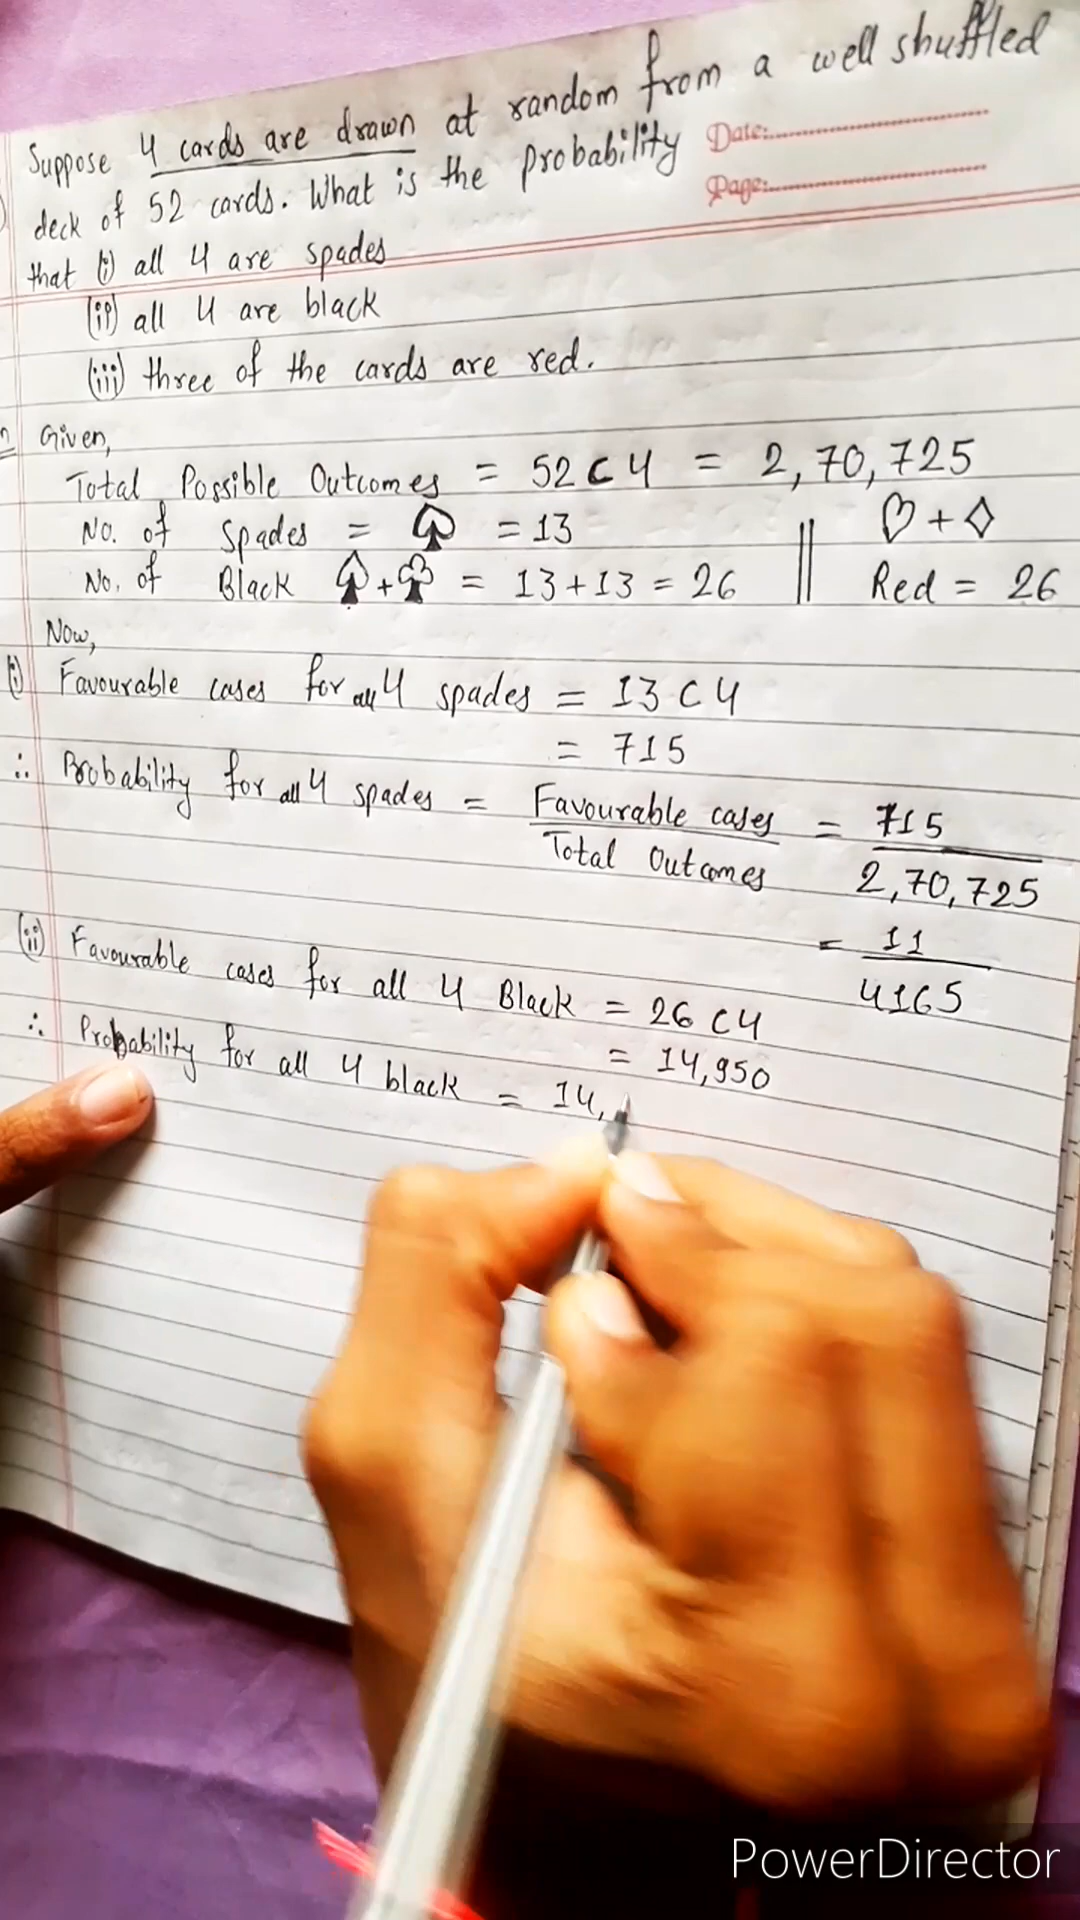 Suppose 4 cards are drawn at random from a well shuffled
deck of 52 cards. What is the probability
Date:
Page:
that (i) all 4 are spades
(ii) all 4 are black
(iii) three of the cards are red.
Given,
Total Possible Outcomes = 52C4 = 2,70,725
No. of Spades = ♠ = 13
♡+◇
No. of Black ♠+♣ = 13+13 = 26 || Red = 26
Now,
(i) Favourable cases for all 4 spades = 13C4
= 715
∴ Probability for all 4 spades = Favourable cases = 715
Total Outcomes 2,70,725
= 11
4165
(ii) Favourable cases for all 4 Black = 26C4
= 14,950
∴ Probability for all 4 black = 14,
PowerDirector